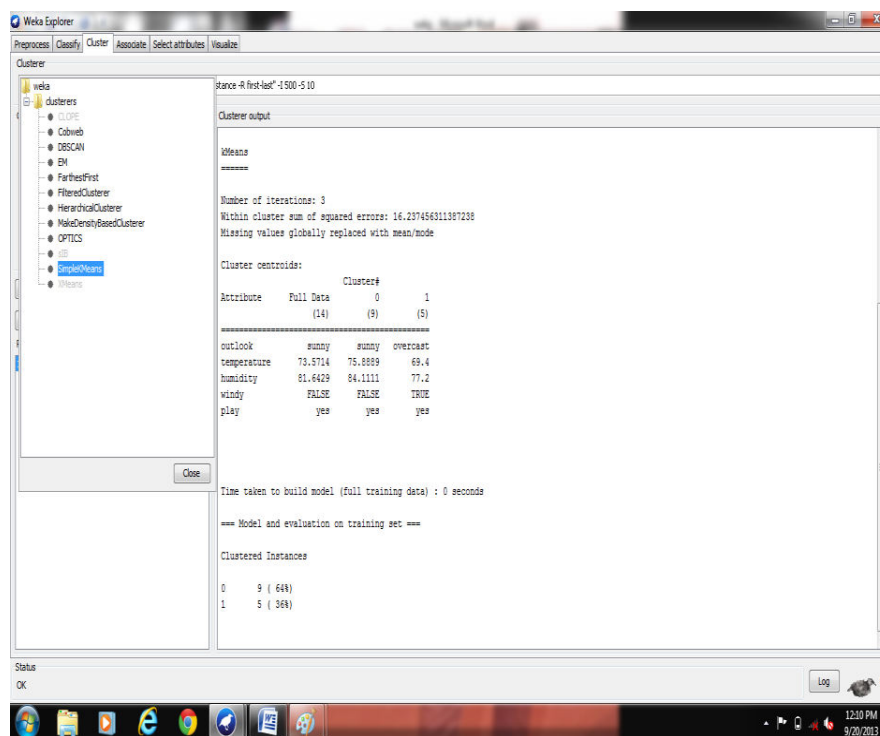 Weka Explorer
Preprocess Classify Cluster Associate Select attributes Visualize
Clusterer
weka
clusterers
CLOPE
Cobweb
DBSCAN
EM
FarthestFirst
FilteredClusterer
HierarchicalClusterer
MakeDensityBasedClusterer
OPTICS
sIB
SimpleKMeans
XMeans
Close
stance -R first-last" -I 500 -S 10
Clusterer output
kMeans
======
Number of iterations: 3
Within cluster sum of squared errors: 16.237456311387238
Missing values globally replaced with mean/mode
Cluster centroids:
Cluster#
Attribute Full Data 0 1
(14) (9) (5)
==============================================
outlook sunny sunny overcast
temperature 73.5714 75.8889 69.4
humidity 81.6429 84.1111 77.2
windy FALSE FALSE TRUE
play yes yes yes
Time taken to build model (full training data) : 0 seconds
=== Model and evaluation on training set ===
Clustered Instances
0 9 ( 64%)
1 5 ( 36%)
Status
OK
Log
12:10 PM
9/20/2013